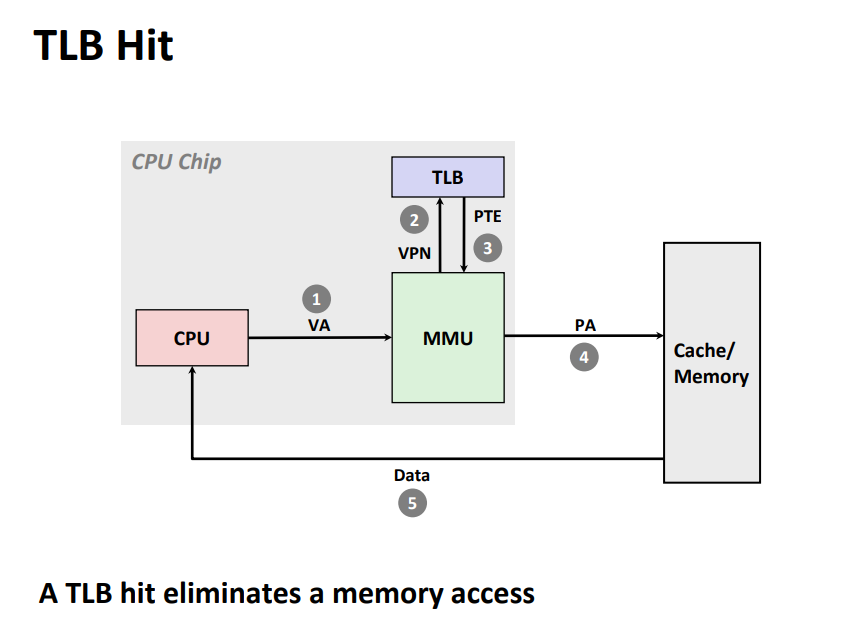 TLB Hit
CPU Chip
TLB
2
PTE
VPN
3
1
VA
CPU
MMU
PA
4
Cache/
Memory
Data
5
A TLB hit eliminates a memory access